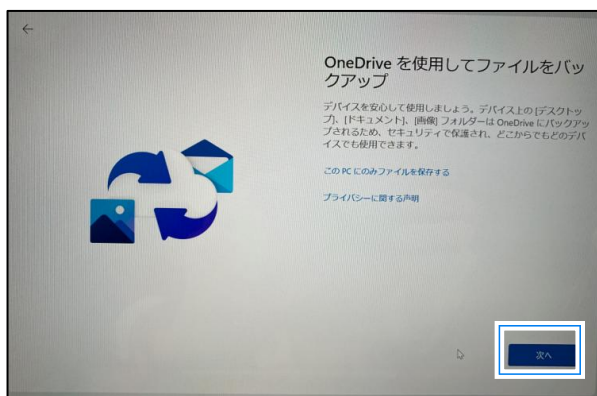 OneDrive を使用してファイルをバッ
クアップ
デバイスを安心して使用しましょう。デバイス上の [デスクトッ
プ]、[ドキュメント]、[画像] フォルダーは OneDrive にバックアッ
プされるため、セキュリティで保護され、どこからでもどのデバ
イスでも使用できます。
この PC にのみファイルを保存する
プライバシーに関する声明
次へ